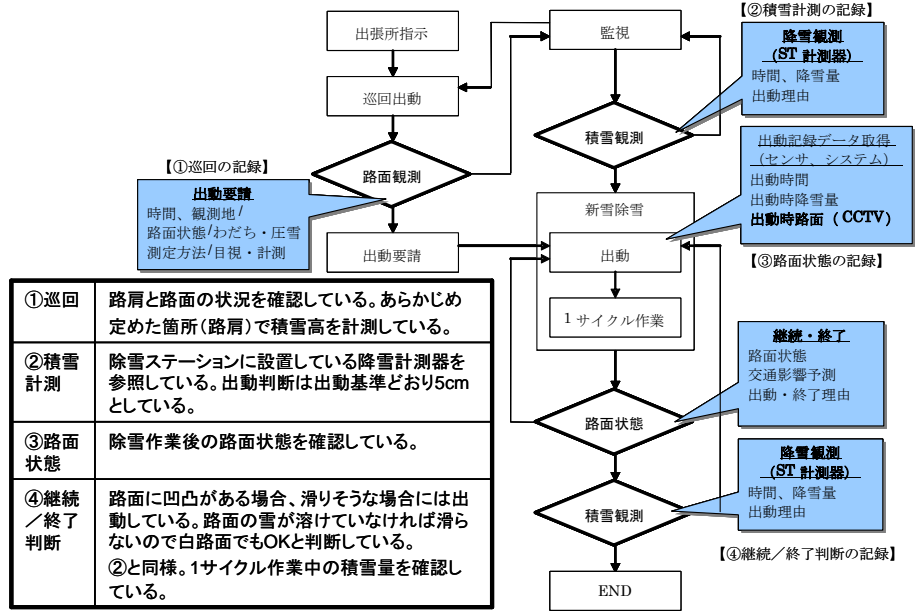 出張所指示
監視
【②積雪計測の記録】
降雪観測
(ST 計測器)
時間、降雪量
出動理由
巡回出動
積雪観測
【①巡回の記録】
路面観測
出動記録データ取得
(センサ、システム)
出動時間
出動時降雪量
出動時路面(CCTV)
出動要請
時間、観測地/
路面状態/わだち・圧雪
測定方法/目視・計測
新雪除雪
出動要請
出動
【③路面状態の記録】
1サイクル作業
①巡回
路肩と路面の状況を確認している。あらかじめ
定めた箇所(路肩)で積雪高を計測している。
②積雪
計測
除雪ステーションに設置している降雪計測器を
参照している。出動判断は出動基準どおり5cm
としている。
③路面
状態
除雪作業後の路面状態を確認している。
④継続
/終了
判断
路面に凹凸がある場合、滑りそうな場合には出
動している。路面の雪が溶けていなければ滑ら
ないので白路面でもOKと判断している。
②と同様。1サイクル作業中の積雪量を確認し
ている。
継続・終了
路面状態
交通影響予測
出動・終了理由
路面状態
降雪観測
(ST 計測器)
時間、降雪量
出動理由
積雪観測
【④継続/終了判断の記録】
END